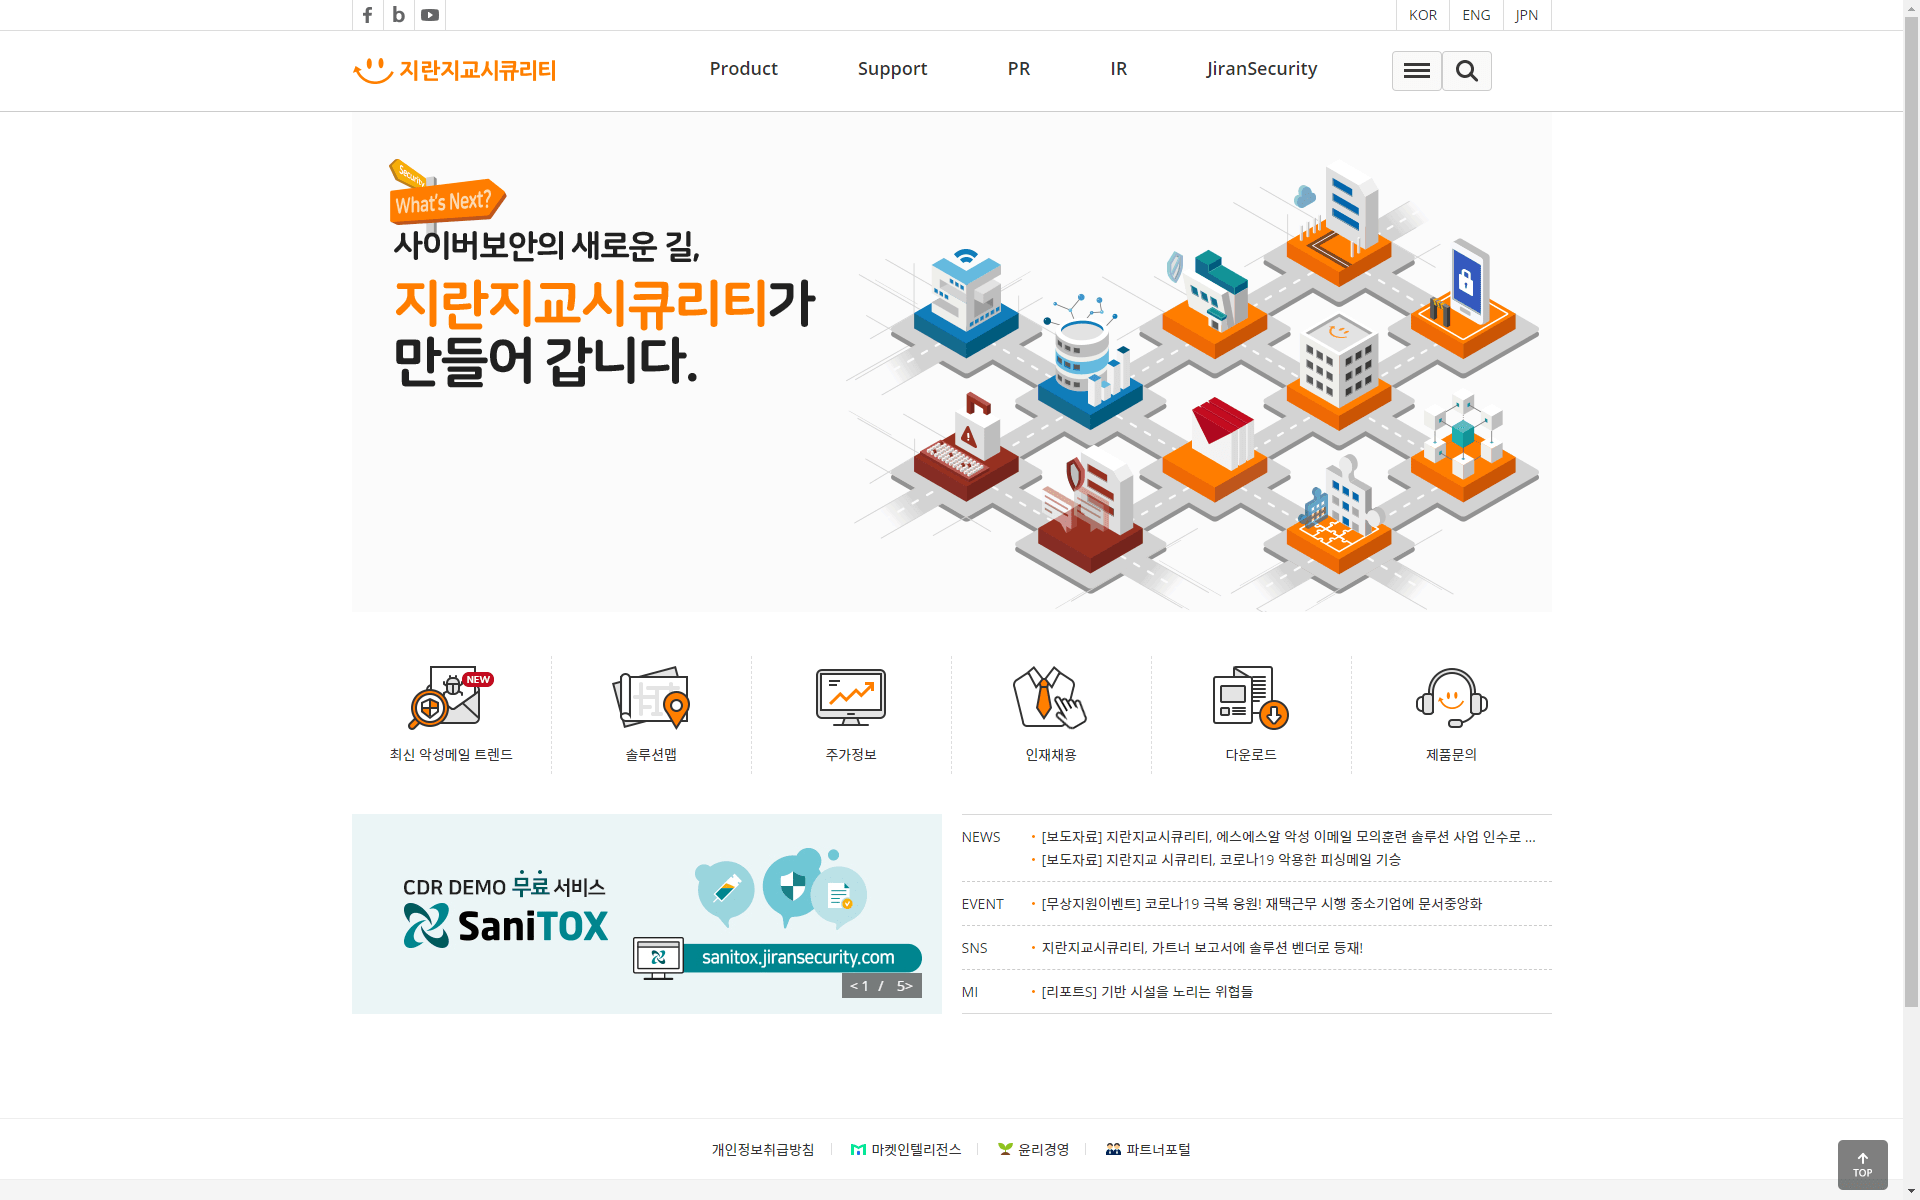 KOR ENG JPN
지란지교시큐리티 Product Support PR IR JiranSecurity
Security
What's Next?
사이버보안의 새로운 길,
지란지교시큐리티가
만들어 갑니다.
NEW
최신 악성메일 트렌드 솔루션맵 주가정보 인재채용 다운로드 제품문의
CDR DEMO 무료 서비스
SaniTOX
sanitox.jiransecurity.com
< 1 / 5>
NEWS
[보도자료] 지란지교시큐리티, 에스에스알 악성 이메일 모의훈련 솔루션 사업 인수로 ...
[보도자료] 지란지교 시큐리티, 코로나19 악용한 피싱메일 기승
EVENT [무상지원이벤트] 코로나19 극복 응원! 재택근무 시행 중소기업에 문서중앙화
SNS 지란지교시큐리티, 가트너 보고서에 솔루션 벤더로 등재!
MI [리포트S] 기반 시설을 노리는 위협들
개인정보취급방침 마켓인텔리전스 윤리경영 파트너포털
TOP